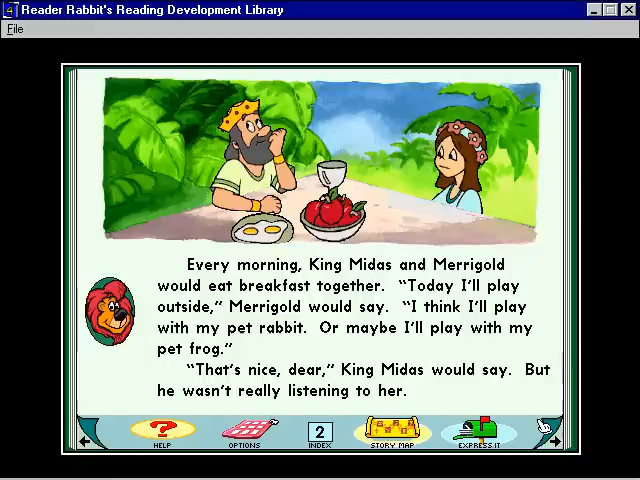 Reader Rabbit's Reading Development Library
File
Every morning, King Midas and Merrigold
would eat breakfast together. “Today I’ll play
outside,” Merrigold would say. “I think I’ll play
with my pet rabbit. Or maybe I’ll play with my
pet frog.”
“That’s nice, dear,” King Midas would say. But
he wasn’t really listening to her.
?
2
HELP
OPTIONS
INDEX
STORY MAP
EXPRESS IT